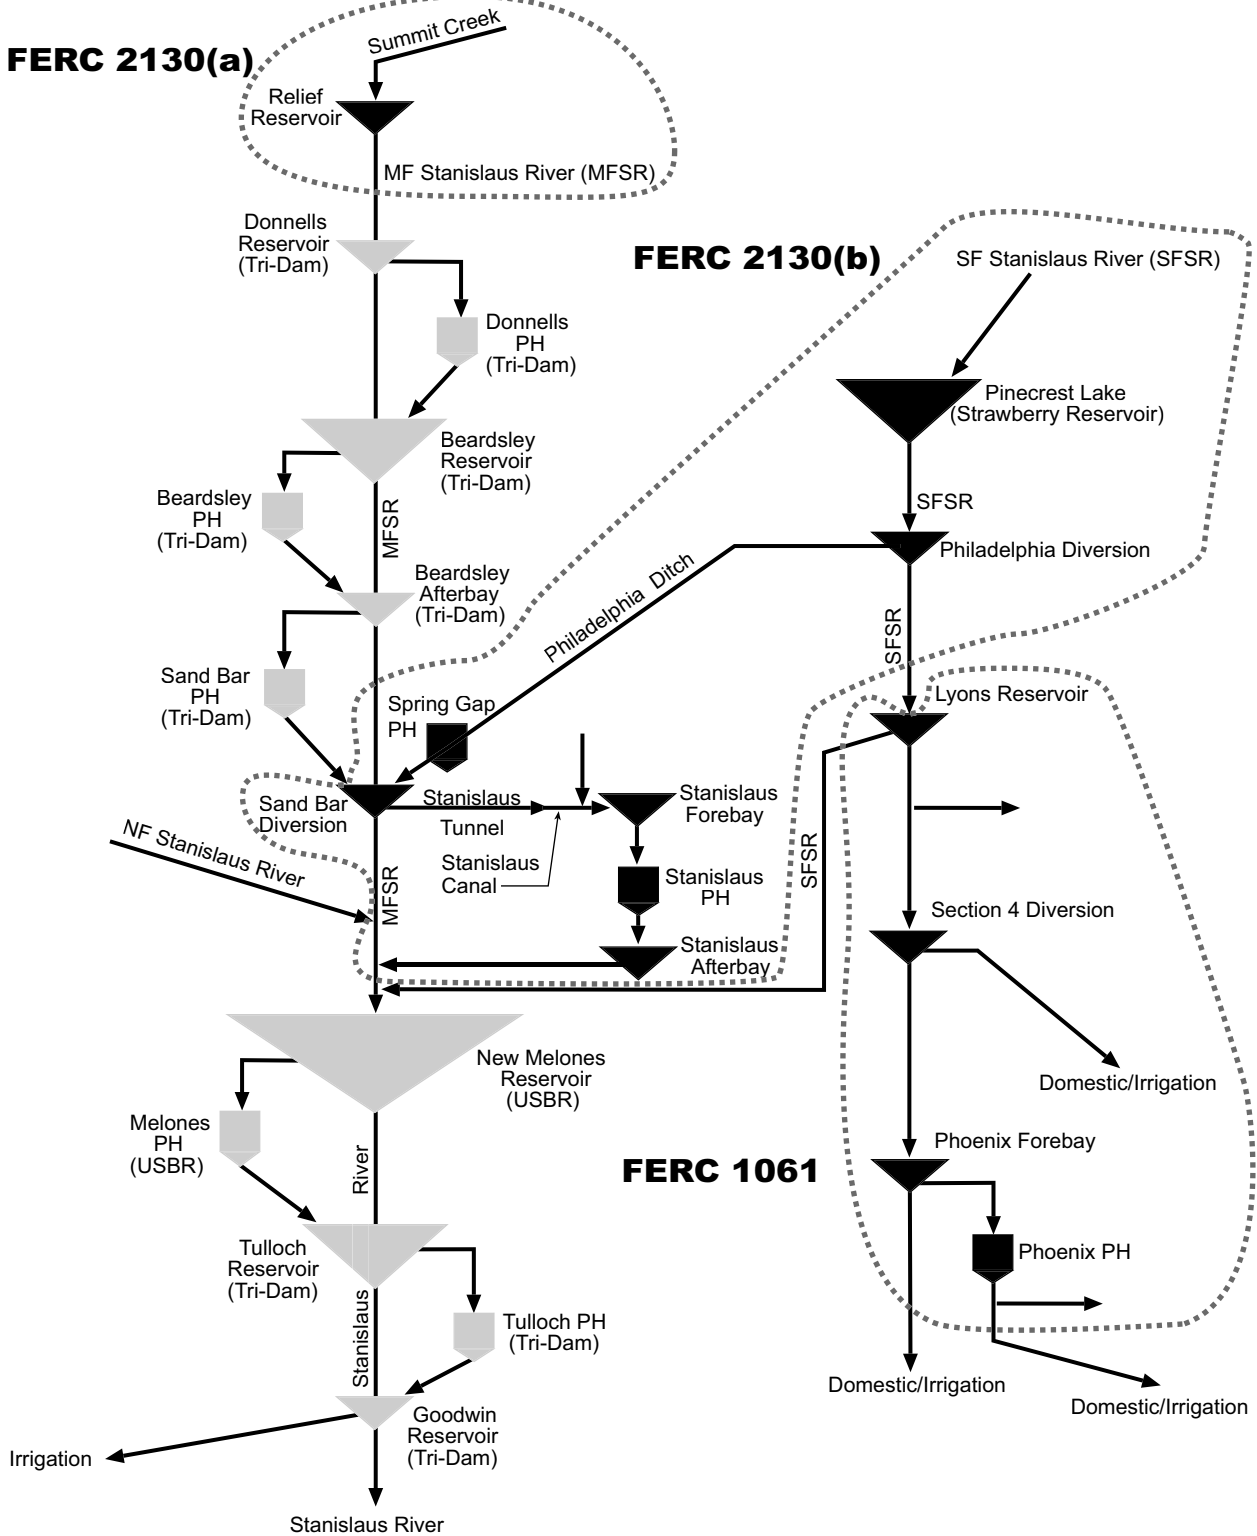 Summit Creek
FERC 2130(a)
Relief
Reservoir
MF Stanislaus River (MFSR)
Donnells
Reservoir
(Tri-Dam)
FERC 2130(b)
SF Stanislaus River (SFSR)
Donnells
PH
(Tri-Dam)
Pinecrest Lake
(Strawberry Reservoir)
Beardsley
Reservoir
(Tri-Dam)
Beardsley
PH
(Tri-Dam)
MFSR
SFSR
Philadelphia Diversion
Philadelphia Ditch
Beardsley
Afterbay
(Tri-Dam)
SFSR
Sand Bar
PH
(Tri-Dam)
Spring Gap
PH
Lyons Reservoir
Sand Bar
Diversion
Stanislaus
Tunnel
Stanislaus
Canal
Stanislaus
Forebay
NF Stanislaus River
MFSR
Stanislaus
PH
SFSR
Section 4 Diversion
Stanislaus
Afterbay
New Melones
Reservoir
(USBR)
Domestic/Irrigation
Melones
PH
(USBR)
River
FERC 1061
Phoenix Forebay
Tulloch
Reservoir
(Tri-Dam)
Phoenix PH
Stanislaus
Tulloch PH
(Tri-Dam)
Domestic/Irrigation
Domestic/Irrigation
Goodwin
Reservoir
(Tri-Dam)
Irrigation
Stanislaus River